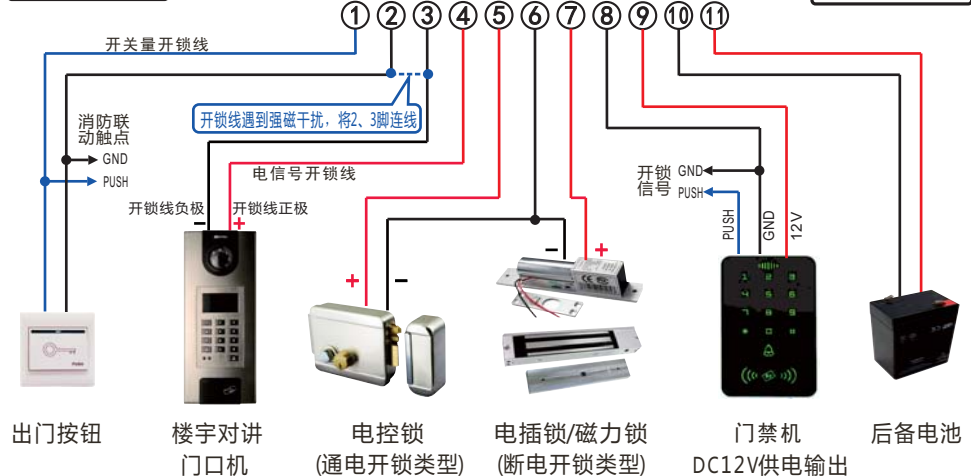 ① ② ③ ④ ⑤ ⑥ ⑦ ⑧ ⑨ ⑩ ⑪
开关量开锁线
开锁线遇到强磁干扰，将2、3脚连线
消防联
动触点
GND
PUSH
电信号开锁线
开锁线负极
开锁线正极
- +
+ -
- +
开锁
信号
GND
PUSH
PUSH
GND
12V
出门按钮
楼宇对讲
门口机
电控锁
(通电开锁类型)
电插锁/磁力锁
(断电开锁类型)
门禁机
DC12V供电输出
后备电池